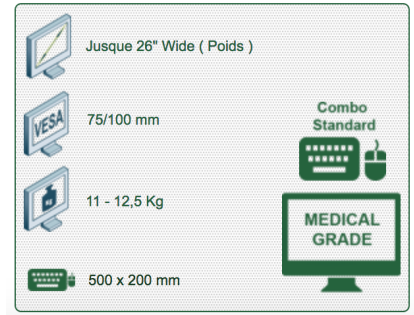 Jusque 26" Wide ( Poids )
VESA
75/100 mm
KG
11 - 12,5 Kg
500 x 200 mm
Combo
Standard
MEDICAL
GRADE